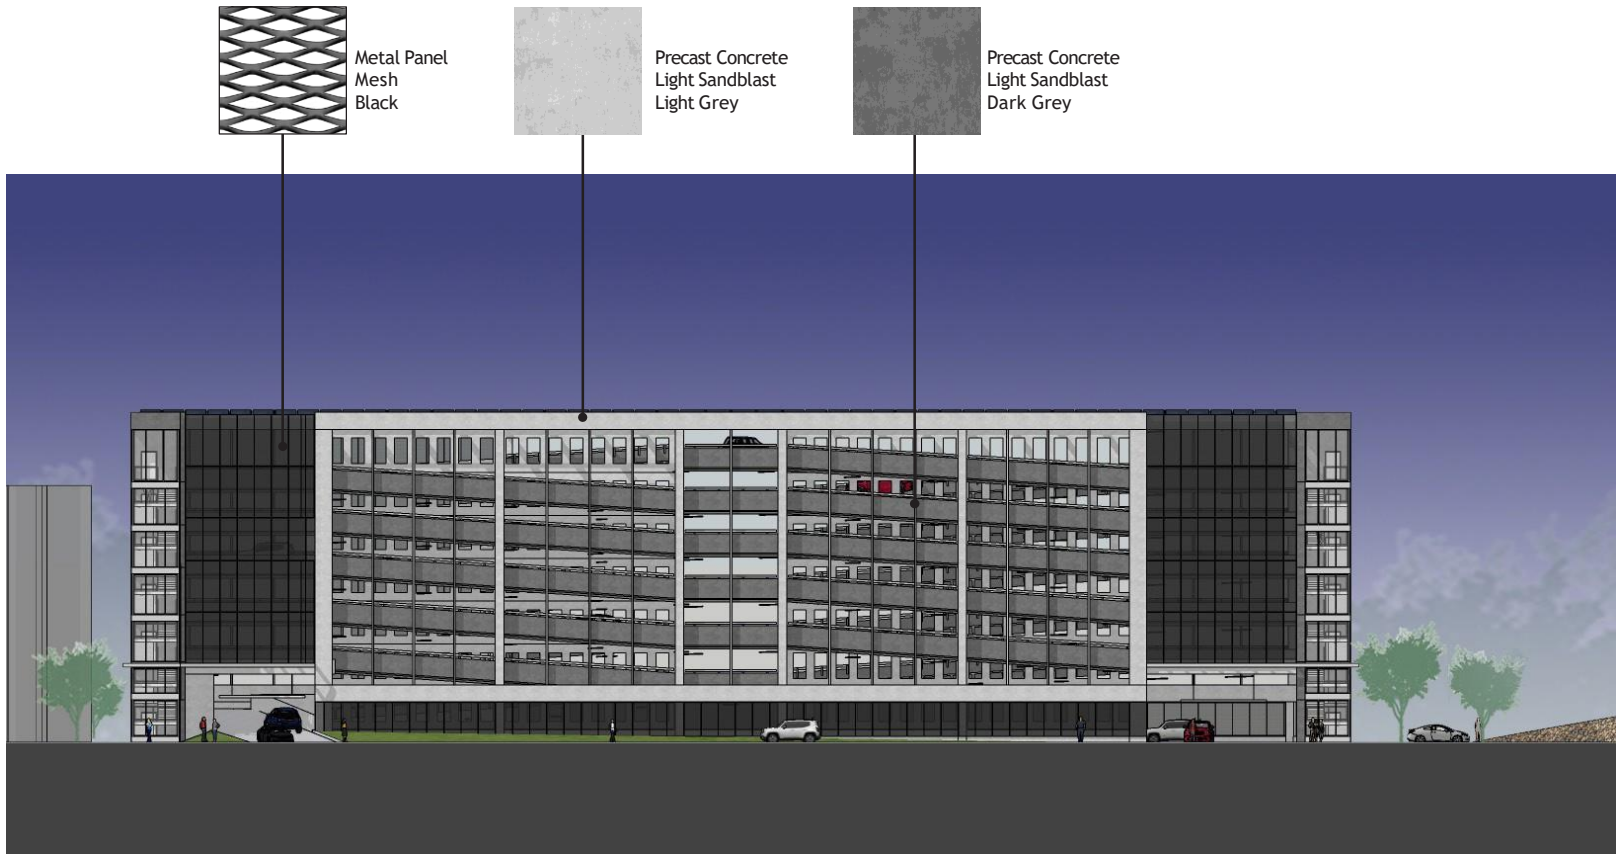 Metal Panel
Mesh
Black
Precast Concrete
Light Sandblast
Light Grey
Precast Concrete
Light Sandblast
Dark Grey